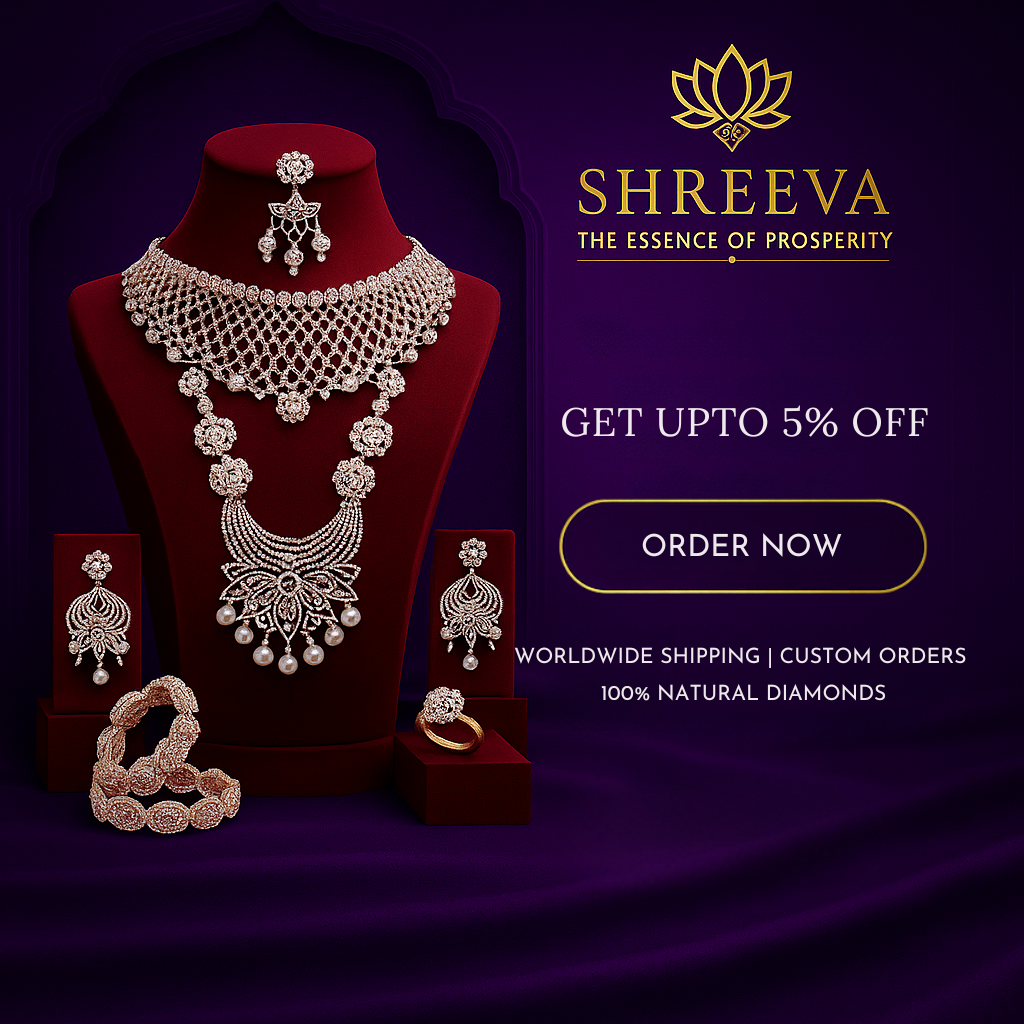 SHREEVA
THE ESSENCE OF PROSPERITY
GET UPTO 5% OFF
ORDER NOW
WORLDWIDE SHIPPING | CUSTOM ORDERS
100% NATURAL DIAMONDS